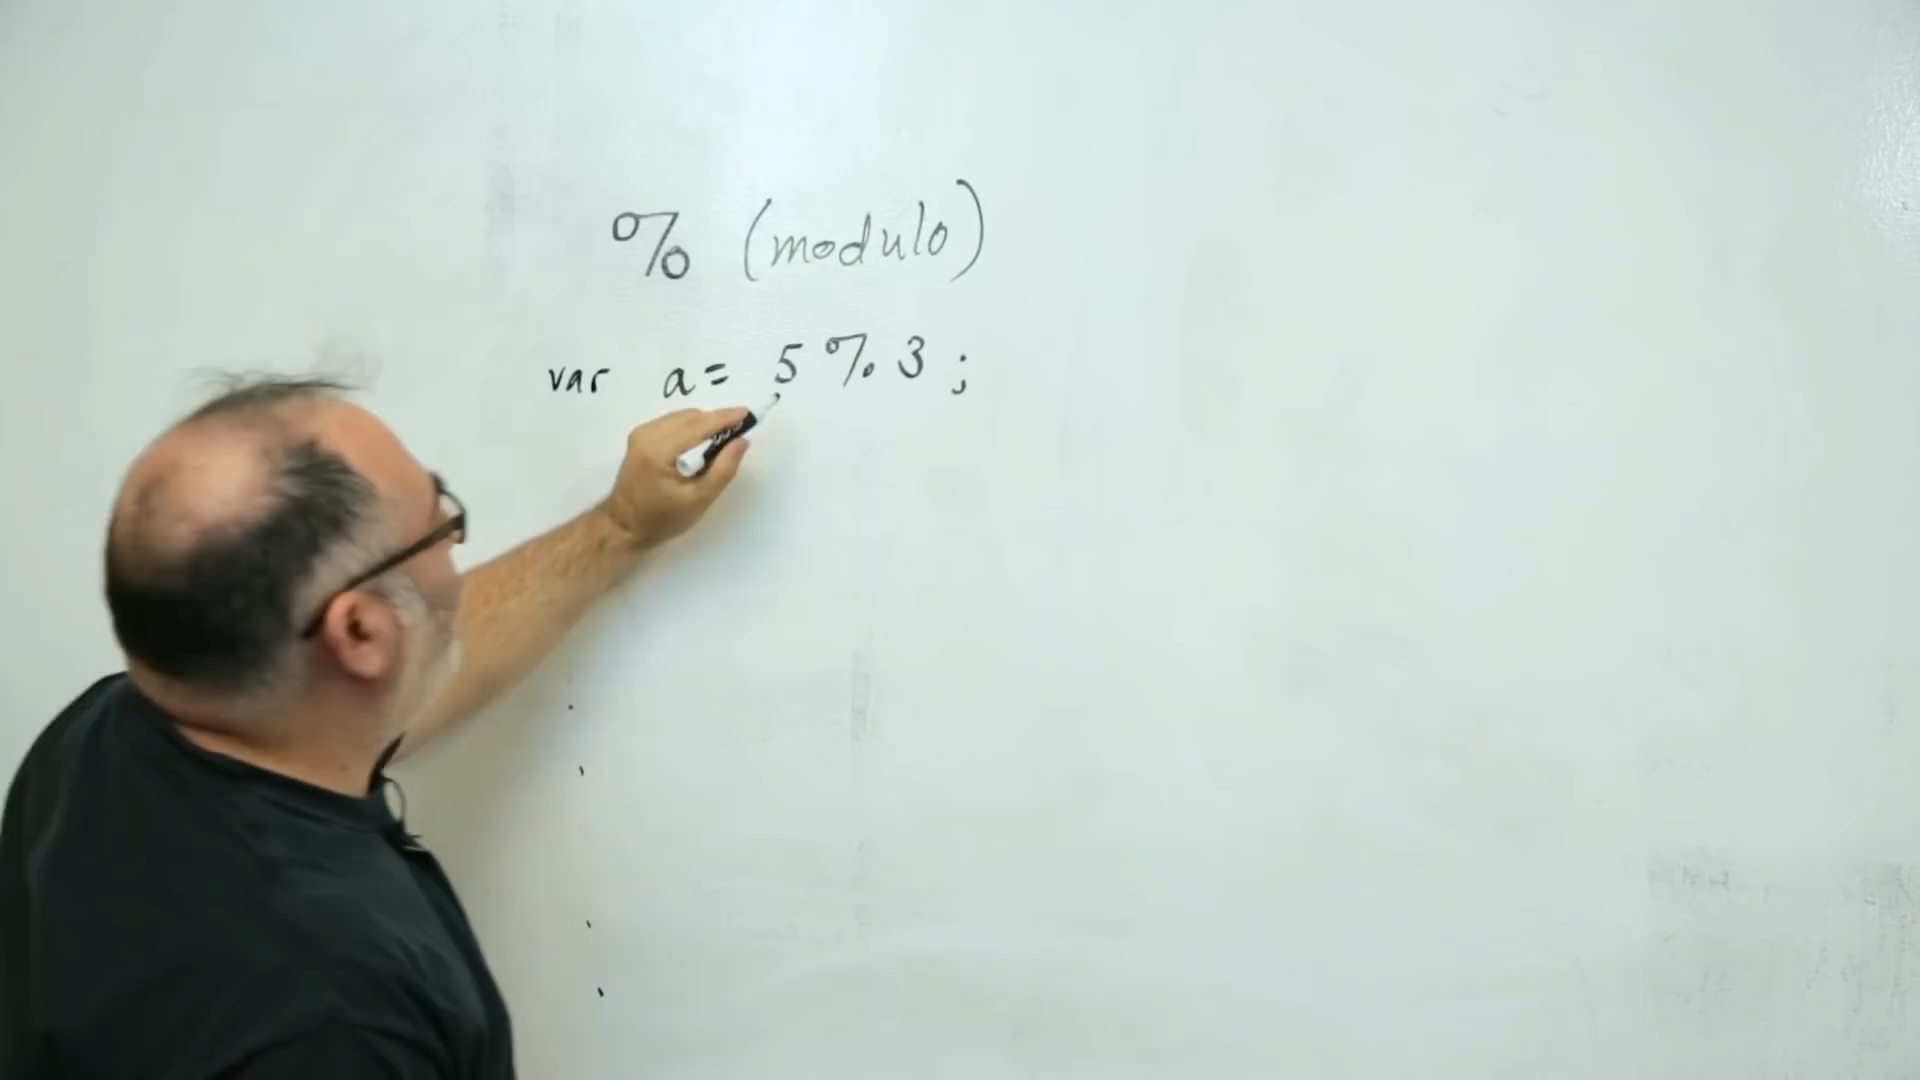 % (modulo)
var a= 5 % 3 ;